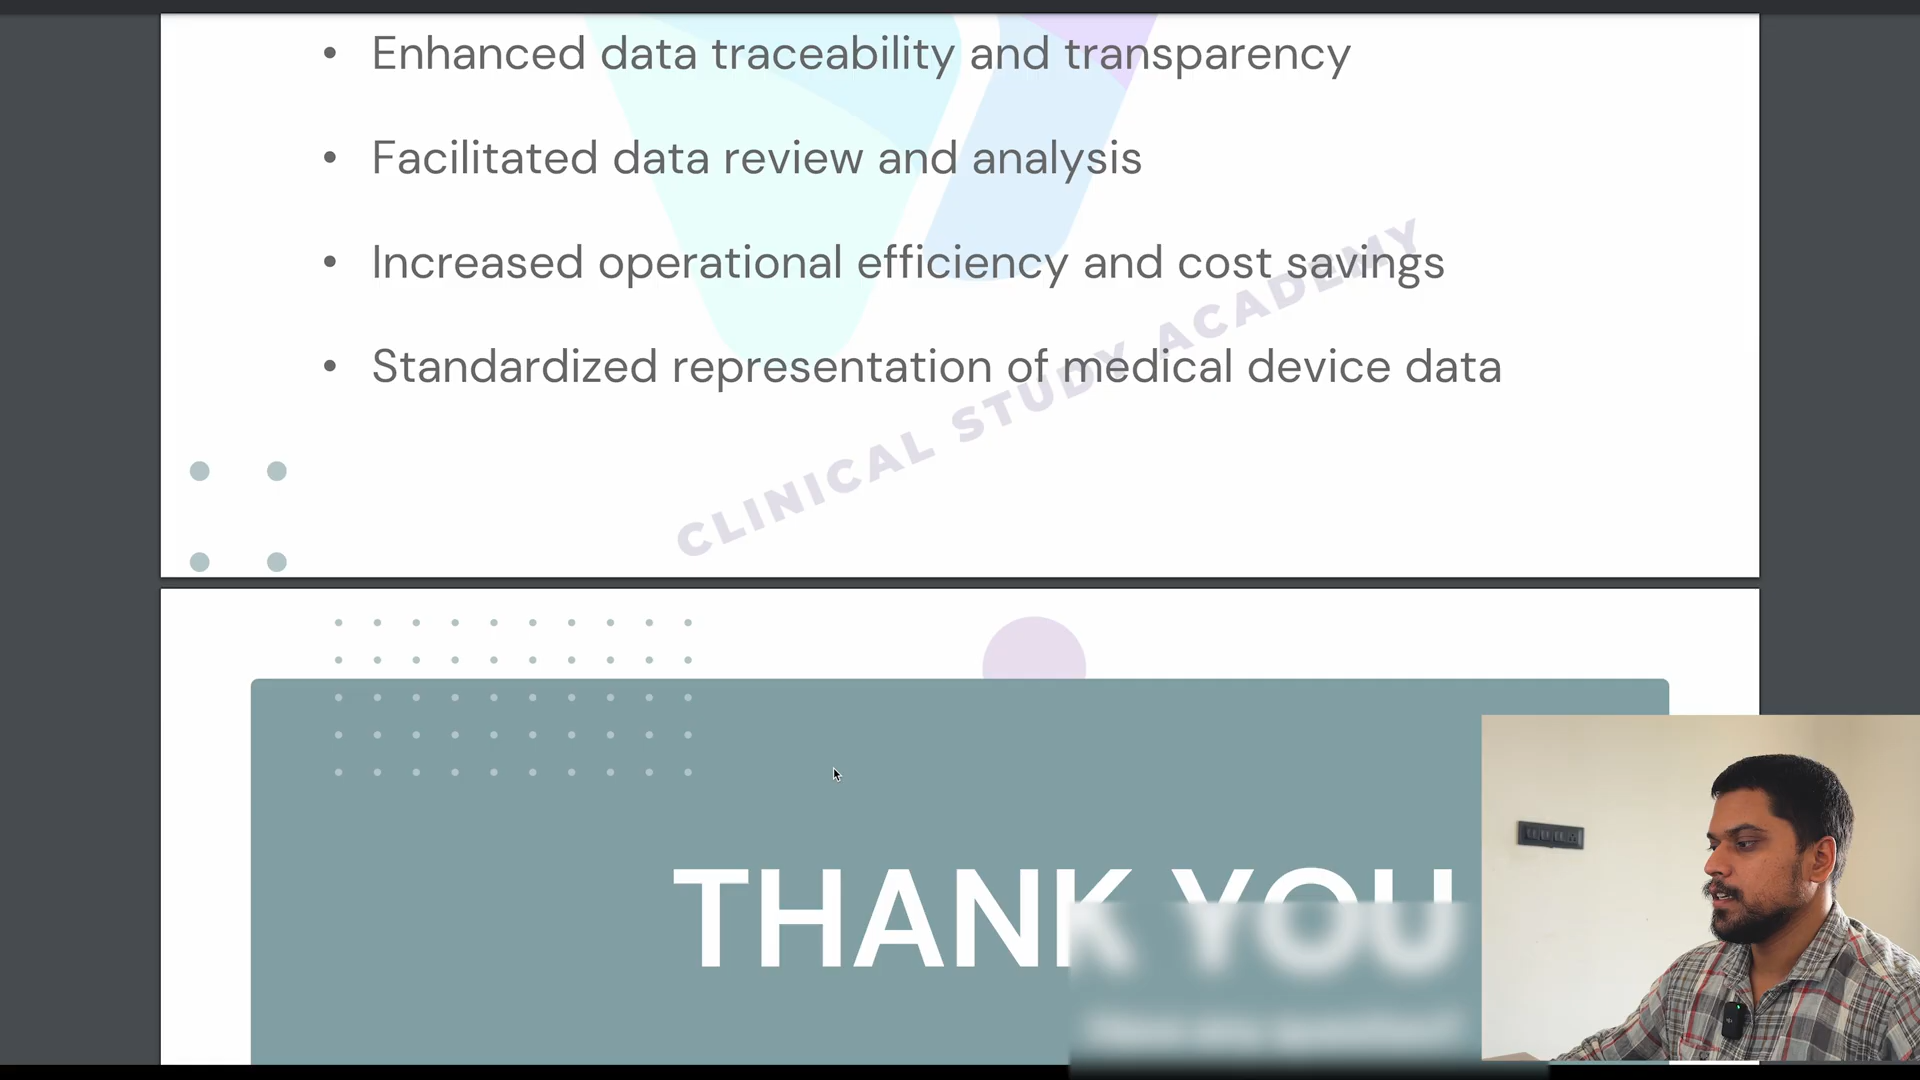 • Enhanced data traceability and transparency
• Facilitated data review and analysis
• Increased operational efficiency and cost savings
• Standardized representation of medical device data
CLINICAL STUDY ACADEMY
THANK YOU